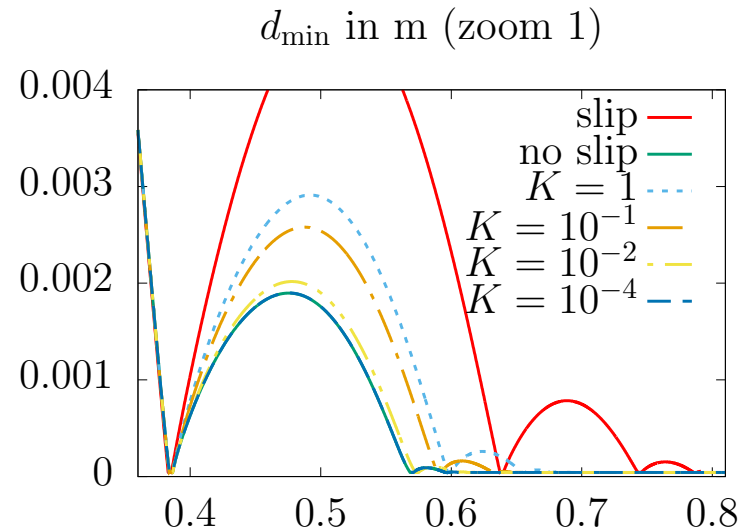 d_min in m (zoom 1)
0.004
0.003
0.002
0.001
0
0.4 0.5 0.6 0.7 0.8
slip
no slip
K = 1
K = 10^{-1}
K = 10^{-2}
K = 10^{-4}